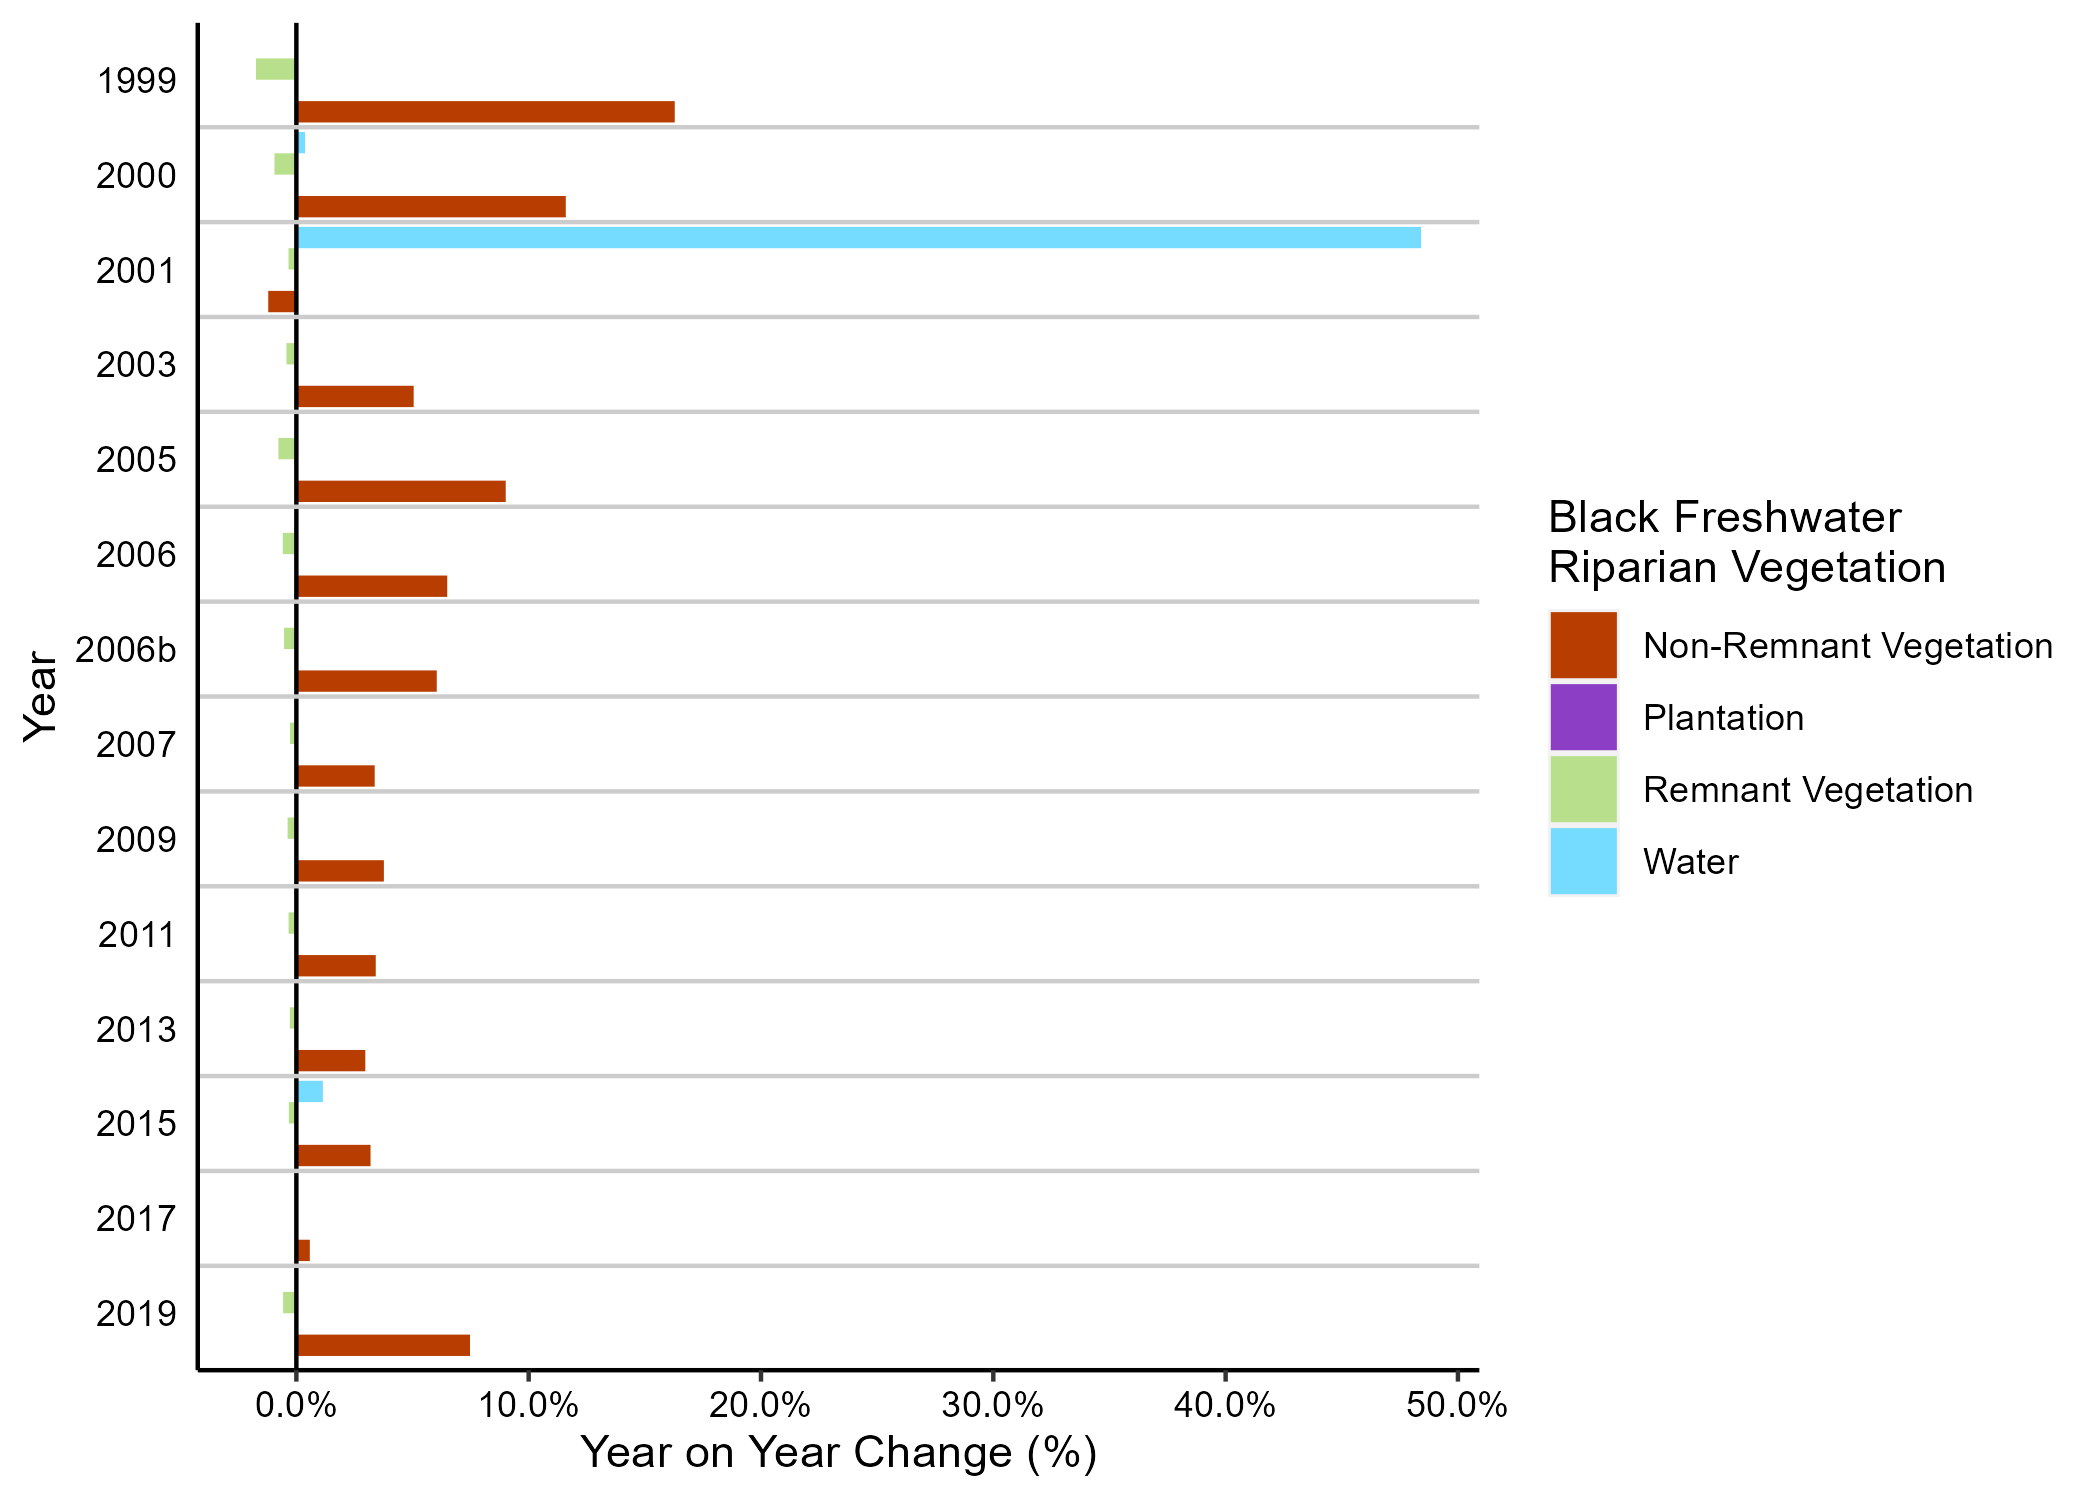 1999
2000
2001
2003
2005
2006
2006b
2007
2009
2011
2013
2015
2017
2019
Year
0.0%
10.0%
20.0%
30.0%
40.0%
50.0%
Year on Year Change (%)
Black Freshwater
Riparian Vegetation
Non-Remnant Vegetation
Plantation
Remnant Vegetation
Water